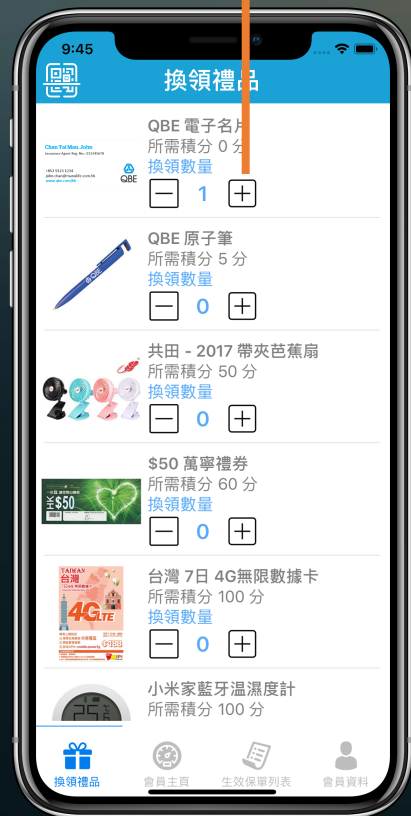 9:45
換領禮品
QBE 電子名片
所需積分 0 分
換領數量
1
Chan Tai Man, John
QBE
QBE 原子筆
所需積分 5 分
換領數量
0
QBE
共田 - 2017 帶夾芭蕉扇
所需積分 50 分
換領數量
0
$50 萬寧禮券
所需積分 60 分
換領數量
0
HK
$50
台灣 7日 4G無限數據卡
所需積分 100 分
換領數量
0
TAIWAN
台灣
4G LTE
小米家藍牙溫濕度計
所需積分 100 分
換領禮品
會員主頁
生效保單列表
會員資料